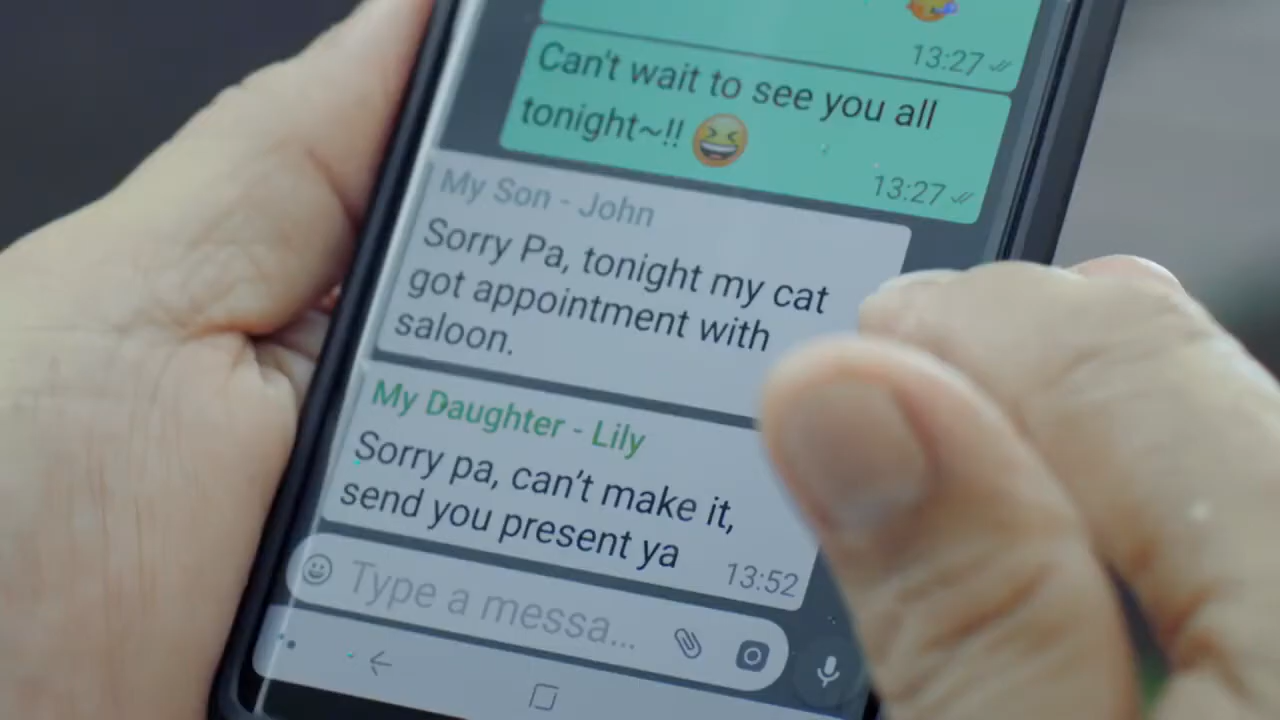 13:27
Can't wait to see you all
tonight~!!
13:27
My Son - John
Sorry Pa, tonight my cat
got appointment with
saloon.
My Daughter - Lily
Sorry pa, can't make it,
send you present ya
13:52
Type a messa...